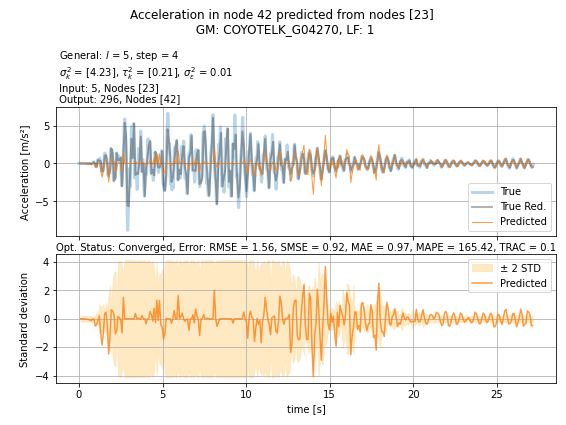 Acceleration in node 42 predicted from nodes [23]
GM: COYOTELK_G04270, LF: 1
General: l = 5, step = 4
σ²ₖ = [4.23], τ²ₖ = [0.21], σ²ε = 0.01
Input: 5, Nodes [23]
Output: 296, Nodes [42]
Acceleration [m/s²]
5
0
−5
True
True Red.
Predicted
Opt. Status: Converged, Error: RMSE = 1.56, SMSE = 0.92, MAE = 0.97, MAPE = 165.42, TRAC = 0.1
Standard deviation
4
2
0
−2
−4
± 2 STD
Predicted
0 5 10 15 20 25
time [s]